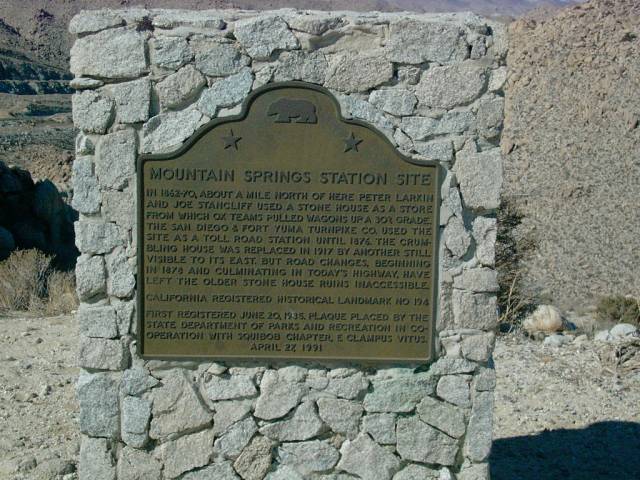 MOUNTAIN SPRINGS STATION SITE
IN 1862-70, ABOUT A MILE NORTH OF HERE PETER LARKIN
AND JOE STANCLIFF USED A STONE HOUSE AS A STORE
FROM WHICH OX TEAMS PULLED WAGONS UP A 30% GRADE.
THE SAN DIEGO & FORT YUMA TURNPIKE CO. USED THE
SITE AS A TOLL ROAD STATION UNTIL 1876. THE CRUM-
BLING HOUSE WAS REPLACED IN 1917 BY ANOTHER STILL
VISIBLE TO ITS EAST. BUT ROAD CHANGES, BEGINNING
IN 1878 AND CULMINATING IN TODAY'S HIGHWAY, HAVE
LEFT THE OLDER STONE HOUSE RUINS INACCESSIBLE.
CALIFORNIA REGISTERED HISTORICAL LANDMARK NO. 194
FIRST REGISTERED JUNE 20, 1935. PLAQUE PLACED BY THE
STATE DEPARTMENT OF PARKS AND RECREATION IN CO-
OPERATION WITH SQUIBOB CHAPTER, E CLAMPUS VITUS.
APRIL 27, 1991